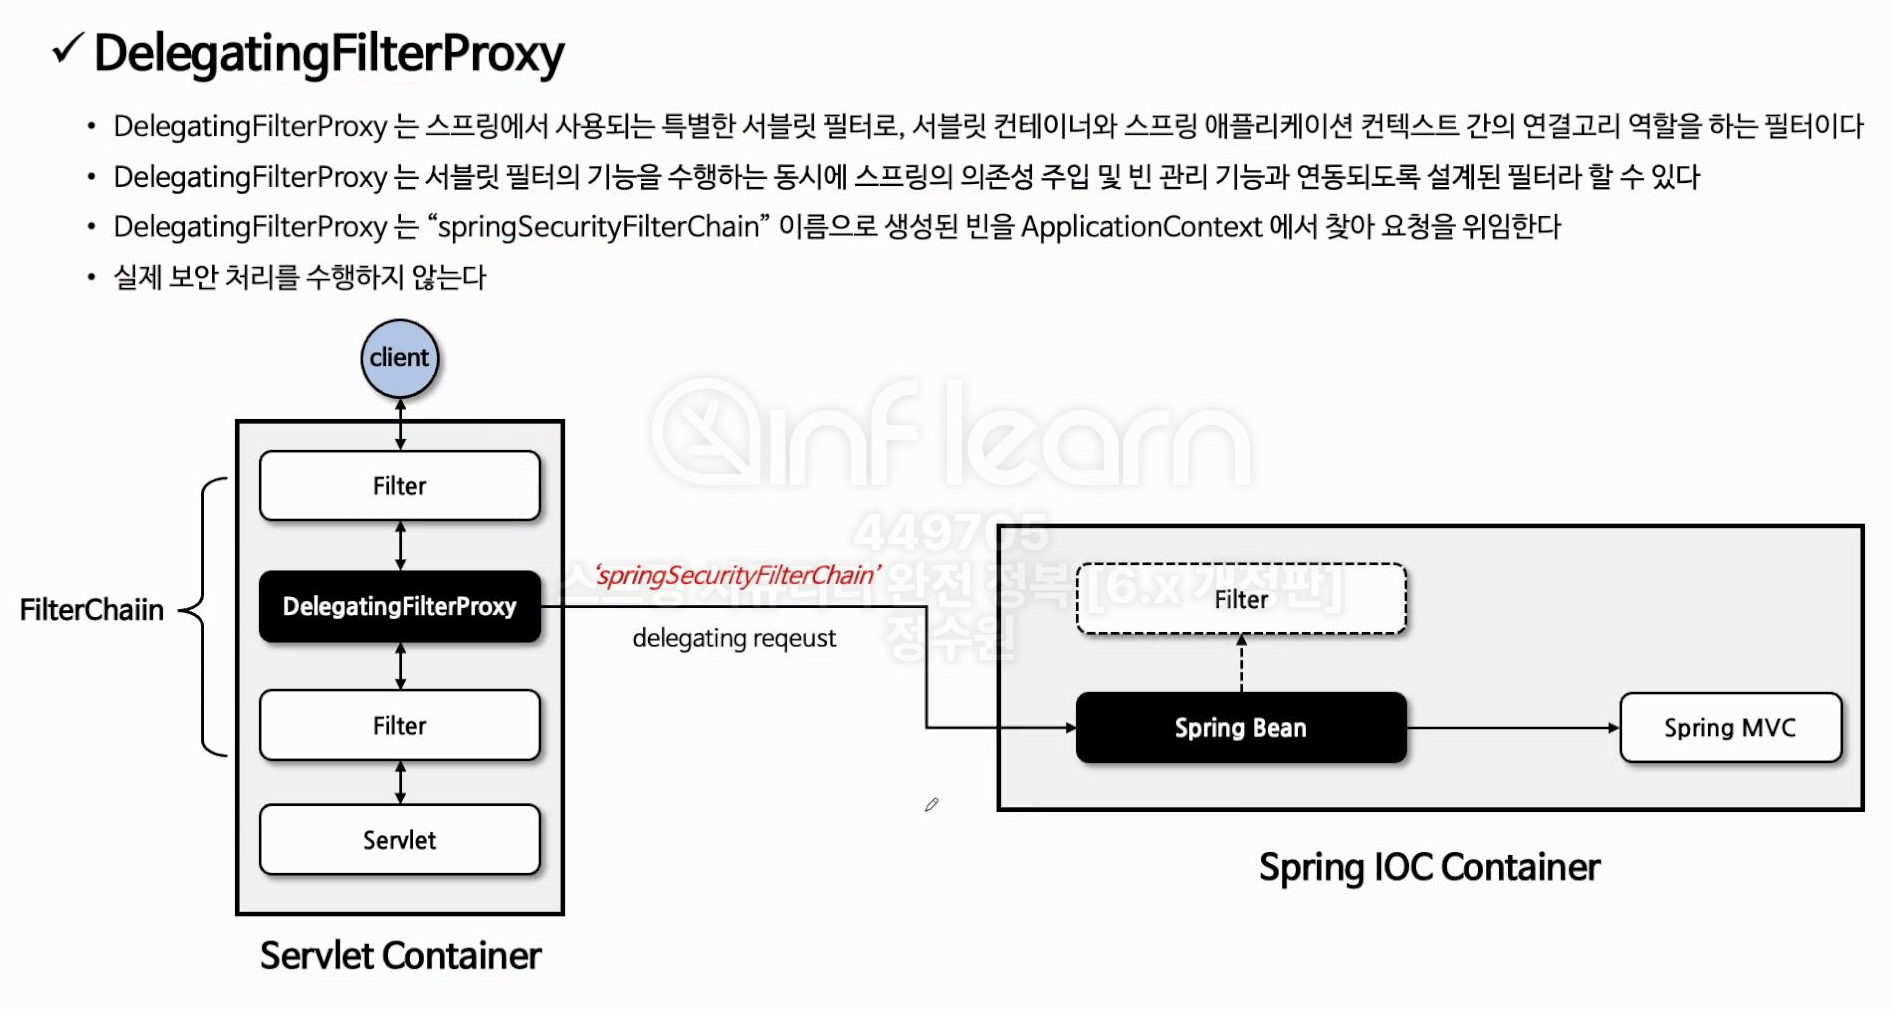 ✓ DelegatingFilterProxy
• DelegatingFilterProxy 는 스프링에서 사용되는 특별한 서블릿 필터로, 서블릿 컨테이너와 스프링 애플리케이션 컨텍스트 간의 연결고리 역할을 하는 필터이다
• DelegatingFilterProxy 는 서블릿 필터의 기능을 수행하는 동시에 스프링의 의존성 주입 및 빈 관리 기능과 연동되도록 설계된 필터라 할 수 있다
• DelegatingFilterProxy 는 “springSecurityFilterChain” 이름으로 생성된 빈을 ApplicationContext 에서 찾아 요청을 위임한다
• 실제 보안 처리를 수행하지 않는다
client
inflearn
449705
스프링 시큐리티 완전 정복 [6.x 개정판]
정수원
Filter
FilterChaiin
DelegatingFilterProxy
‘springSecurityFilterChain’
delegating reqeust
Filter
Filter
Spring Bean
Spring MVC
Servlet
Spring IOC Container
Servlet Container